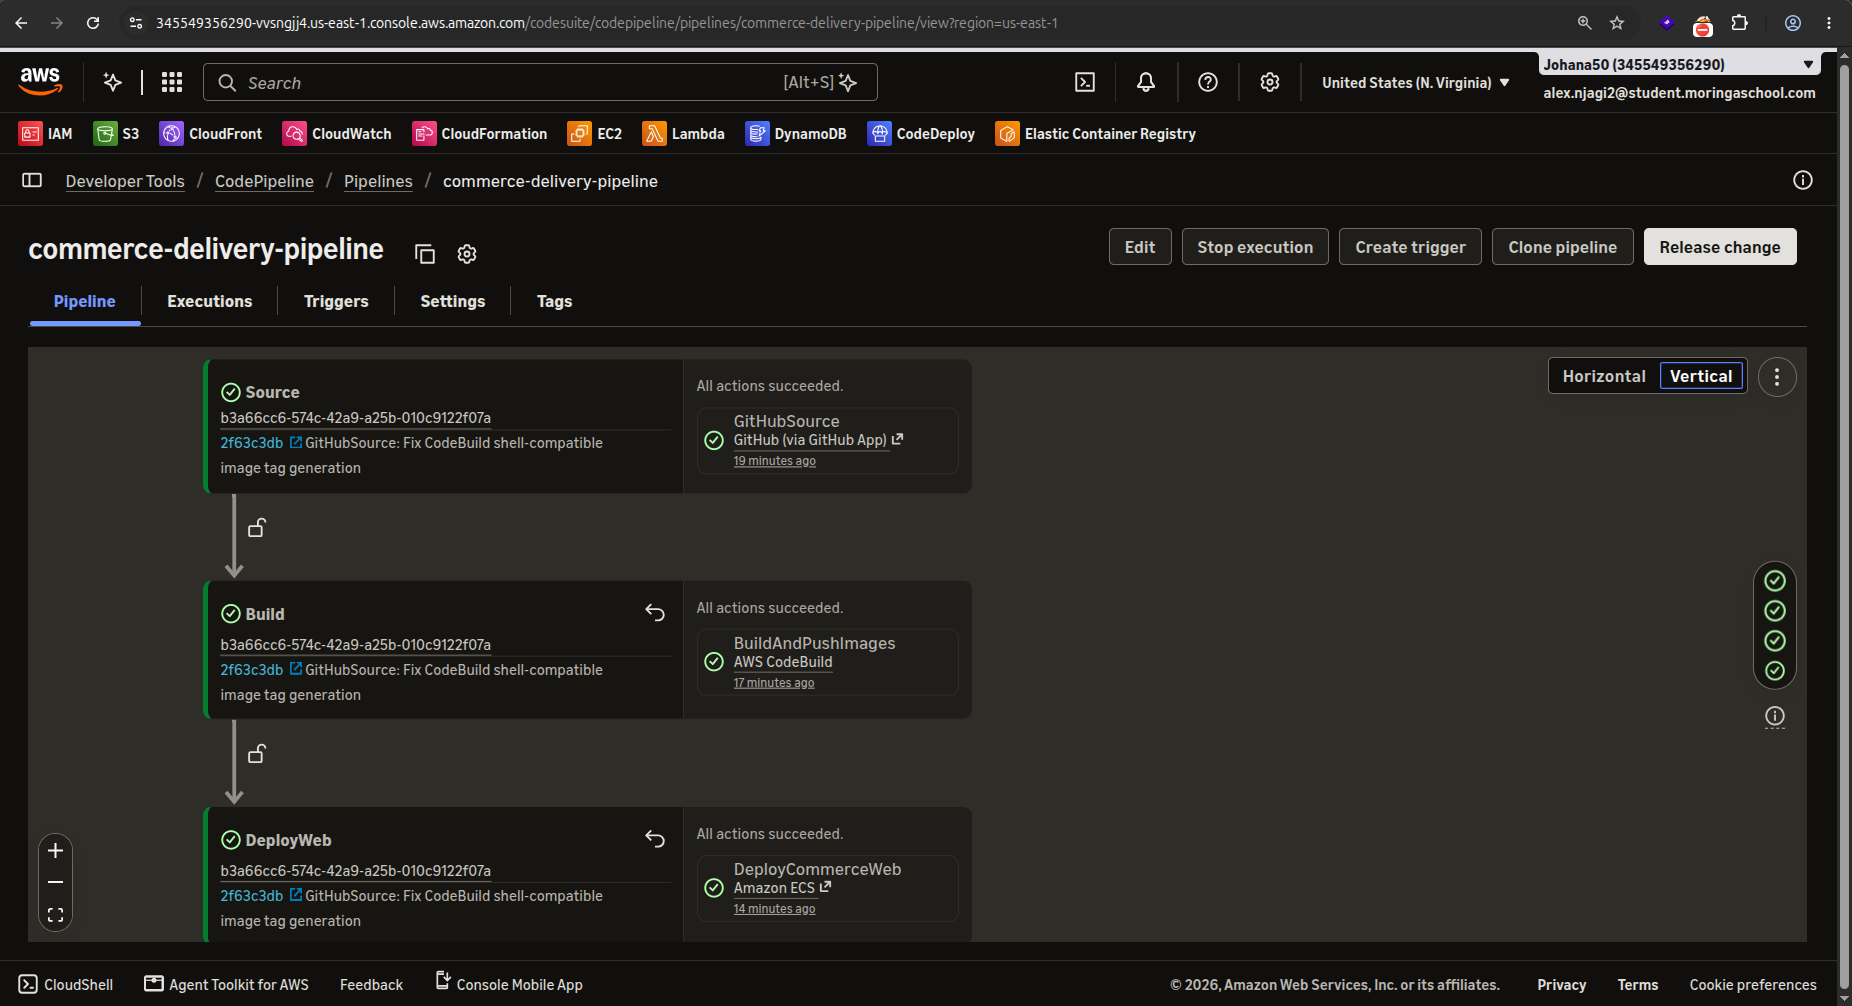 345549356290-vvsngjj4.us-east-1.console.aws.amazon.com/codesuite/codepipeline/pipelines/commerce-delivery-pipeline/view?region=us-east-1
aws
Search
[Alt+S]
United States (N. Virginia)
Johana50 (345549356290)
alex.njagi2@student.moringaschool.com
IAM
S3
CloudFront
CloudWatch
CloudFormation
EC2
Lambda
DynamoDB
CodeDeploy
Elastic Container Registry
Developer Tools / CodePipeline / Pipelines / commerce-delivery-pipeline
commerce-delivery-pipeline
Edit
Stop execution
Create trigger
Clone pipeline
Release change
Pipeline
Executions
Triggers
Settings
Tags
Horizontal
Vertical
Source
b3a66cc6-574c-42a9-a25b-010c9122f07a
2f63c3db GitHubSource: Fix CodeBuild shell-compatible
image tag generation
All actions succeeded.
GitHubSource
GitHub (via GitHub App)
19 minutes ago
Build
b3a66cc6-574c-42a9-a25b-010c9122f07a
2f63c3db GitHubSource: Fix CodeBuild shell-compatible
image tag generation
All actions succeeded.
BuildAndPushImages
AWS CodeBuild
17 minutes ago
DeployWeb
b3a66cc6-574c-42a9-a25b-010c9122f07a
2f63c3db GitHubSource: Fix CodeBuild shell-compatible
image tag generation
All actions succeeded.
DeployCommerceWeb
Amazon ECS
14 minutes ago
CloudShell
Agent Toolkit for AWS
Feedback
Console Mobile App
© 2026, Amazon Web Services, Inc. or its affiliates.
Privacy
Terms
Cookie preferences